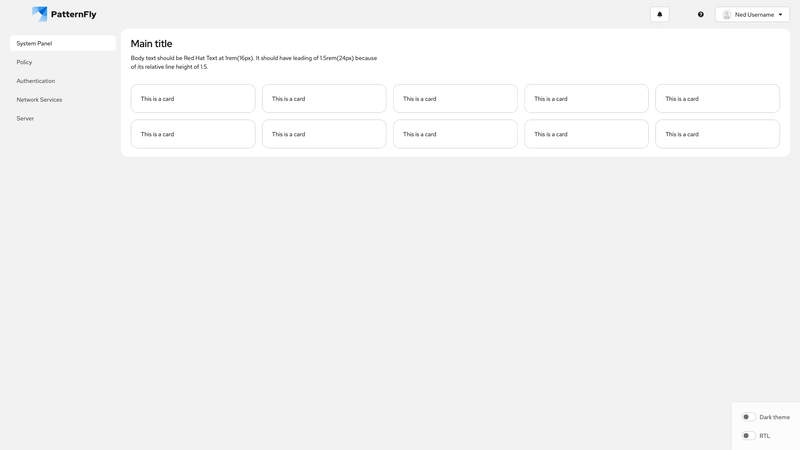 PatternFly
Ned Username
System Panel
Policy
Authentication
Network Services
Server
Main title
Body text should be Red Hat Text at 1rem(16px). It should have leading of 1.5rem(24px) because
of its relative line height of 1.5.
This is a card
This is a card
This is a card
This is a card
This is a card
This is a card
This is a card
This is a card
This is a card
This is a card
Dark theme
RTL